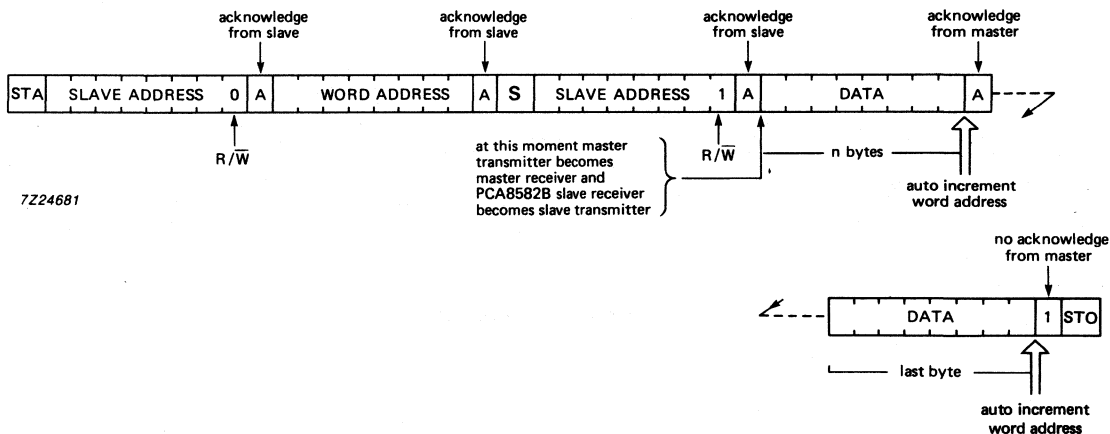 acknowledge
from slave
acknowledge
from slave
acknowledge
from slave
acknowledge
from master
STA SLAVE ADDRESS 0 A WORD ADDRESS A S SLAVE ADDRESS 1 A DATA A
R/W̅
at this moment master
transmitter becomes
master receiver and
PCA8582B slave receiver
becomes slave transmitter
R/W̅
n bytes
auto increment
word address
7Z24681
no acknowledge
from master
DATA 1 STO
last byte
auto increment
word address